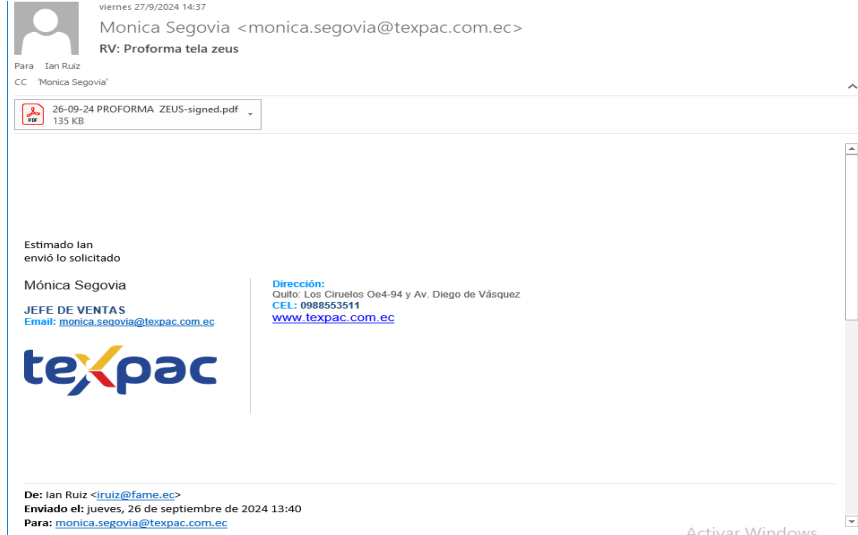 viernes 27/9/2024 14:37
Monica Segovia <monica.segovia@texpac.com.ec>
RV: Proforma tela zeus
Para Ian Ruiz
CC 'Monica Segovia'
26-09-24 PROFORMA ZEUS-signed.pdf
135 KB
PDF
Estimado Ian
envió lo solicitado
Mónica Segovia
JEFE DE VENTAS
Email: monica.segovia@texpac.com.ec
texpac
Dirección:
Quito: Los Ciruelos Oe4-94 y Av. Diego de Vásquez
CEL: 0988553511
www.texpac.com.ec
De: Ian Ruiz <iruiz@fame.ec>
Enviado el: jueves, 26 de septiembre de 2024 13:40
Para: monica.segovia@texpac.com.ec
Activar Windows